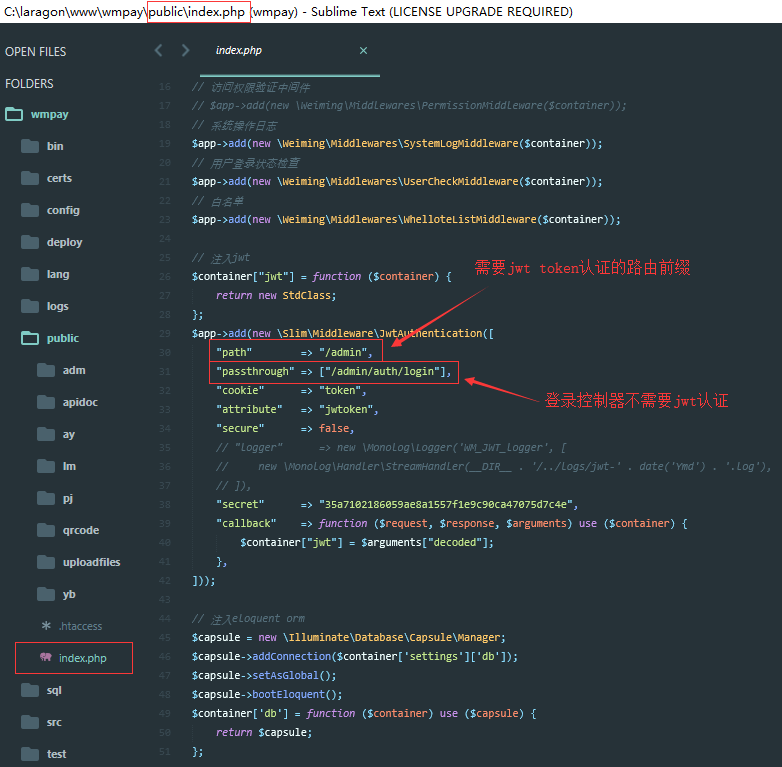 C:\laragon\www\wmpay\public\index.php (wmpay) - Sublime Text (LICENSE UPGRADE REQUIRED)
OPEN FILES
FOLDERS
wmpay
bin
certs
config
deploy
lang
logs
public
adm
apidoc
ay
lm
pj
qrcode
uploadfiles
yb
.htaccess
index.php
sql
src
test
index.php ×
16 // 访问权限验证中间件
17 // $app->add(new \Weiming\Middlewares\PermissionMiddleware($container));
18 // 系统操作日志
19 $app->add(new \Weiming\Middlewares\SystemLogMiddleware($container));
20 // 用户登录状态检查
21 $app->add(new \Weiming\Middlewares\UserCheckMiddleware($container));
22 // 白名单
23 $app->add(new \Weiming\Middlewares\WhelloteListMiddleware($container));
24
25 // 注入jwt
26 $container["jwt"] = function ($container) {
27 return new StdClass;
28 };
29 $app->add(new \Slim\Middleware\JwtAuthentication([
30 "path" => "/admin",
31 "passthrough" => ["/admin/auth/login"],
32 "cookie" => "token",
33 "attribute" => "jwtoken",
34 "secure" => false,
35 // "logger" => new \Monolog\Logger('WM_JWT_logger', [
36 // new \Monolog\Handler\StreamHandler(__DIR__ . '/../logs/jwt-' . date('Ymd') . '.log'),
37 // ]),
38 "secret" => "35a7102186059ae8a1557f1e9c90ca47075d7c4e",
39 "callback" => function ($request, $response, $arguments) use ($container) {
40 $container["jwt"] = $arguments["decoded"];
41 },
42 ]));
43
44 // 注入eloquent orm
45 $capsule = new \Illuminate\Database\Capsule\Manager;
46 $capsule->addConnection($container['settings']['db']);
47 $capsule->setAsGlobal();
48 $capsule->bootEloquent();
49 $container['db'] = function ($container) use ($capsule) {
50 return $capsule;
51 };
需要jwt token认证的路由前缀
登录控制器不需要jwt认证